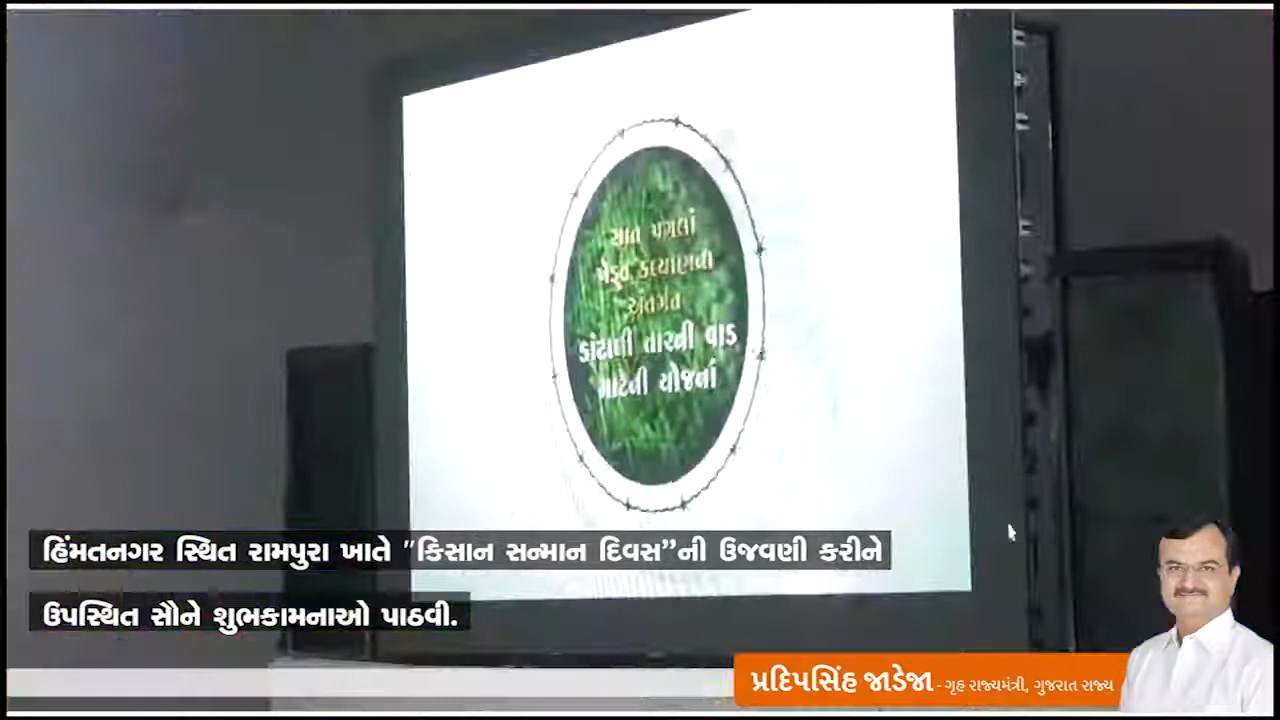 સાત પગલાં
ખેડૂત કલ્યાણના
અંતર્ગત
કાંટાળી તારની વાડ
માટેની યોજનાં
હિંમતનગર સ્થિત રામપુરા ખાતે "કિસાન સન્માન દિવસ”ની ઉજવણી કરીને
ઉપસ્થિત સૌને શુભકામનાઓ પાઠવી.
પ્રદિપસિંહ જાડેજા - ગૃહ રાજ્યમંત્રી, ગુજરાત રાજ્ય